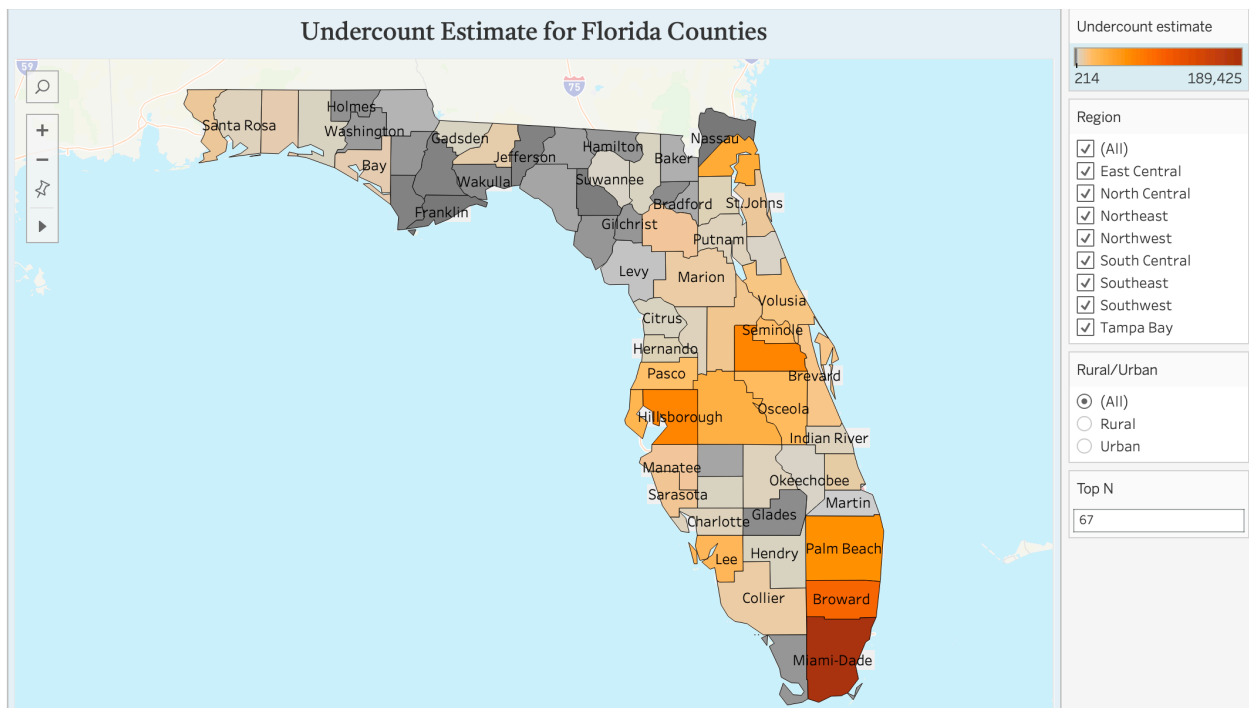 Undercount Estimate for Florida Counties
59
75
Holmes
Santa Rosa
Washington
Gadsden
Hamilton
Nassau
Jefferson
Baker
Bay
Wakulla
Suwannee
Bradford
St.Johns
Franklin
Gilchrist
Putnam
Levy
Marion
Volusia
Citrus
Seminole
Hernando
Pasco
Brevard
Osceola
Hillsborough
Indian River
Manatee
Okeechobee
Sarasota
Martin
Charlotte
Glades
Palm Beach
Hendry
Lee
Collier
Broward
Miami-Dade
Undercount estimate
214 189,425
Region
(All)
East Central
North Central
Northeast
Northwest
South Central
Southeast
Southwest
Tampa Bay
Rural/Urban
(All)
Rural
Urban
Top N
67